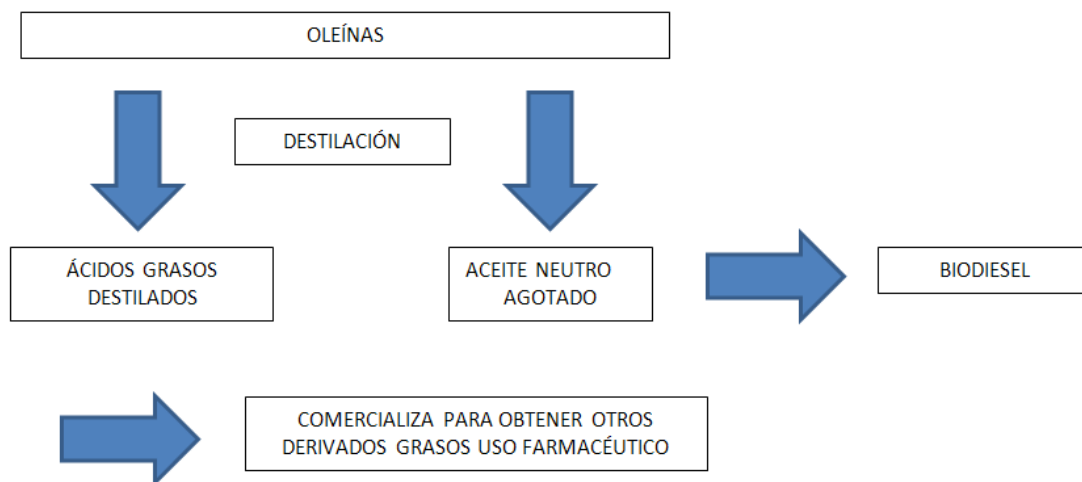 OLEÍNAS
DESTILACIÓN
ÁCIDOS GRASOS
DESTILADOS
ACEITE NEUTRO
AGOTADO
BIODIESEL
COMERCIALIZA PARA OBTENER OTROS
DERIVADOS GRASOS USO FARMACÉUTICO